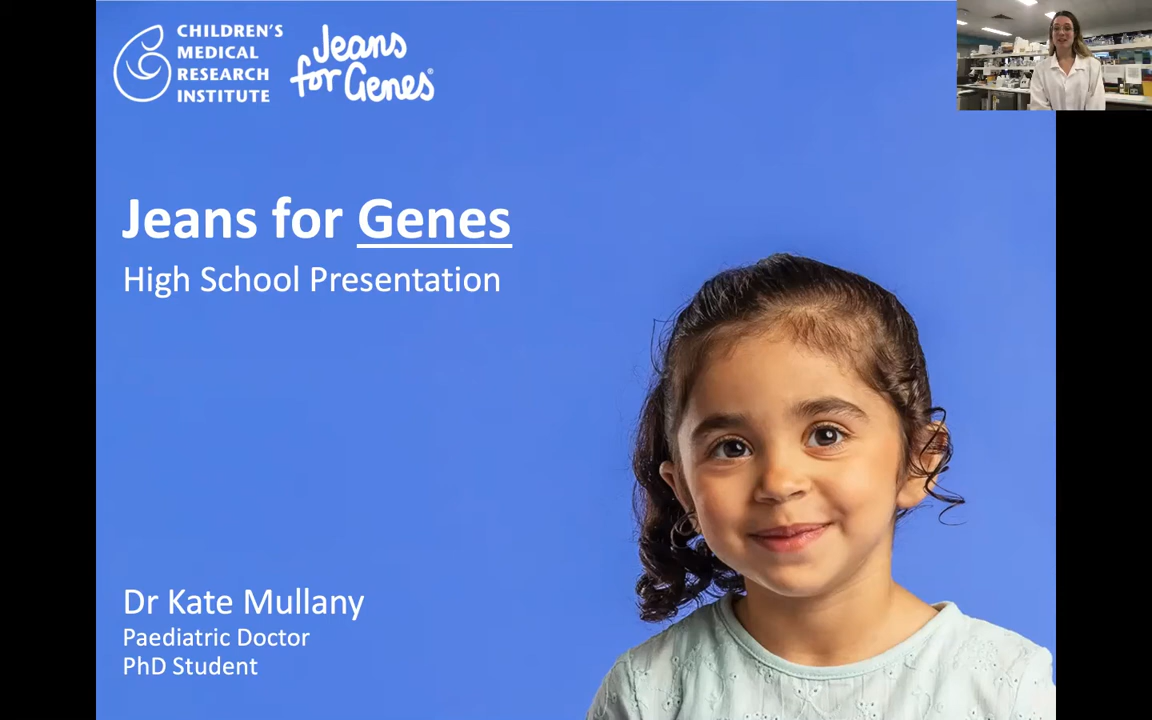 CHILDREN'S
MEDICAL
RESEARCH
INSTITUTE
Jeans
for Genes®
Jeans for Genes
High School Presentation
Dr Kate Mullany
Paediatric Doctor
PhD Student